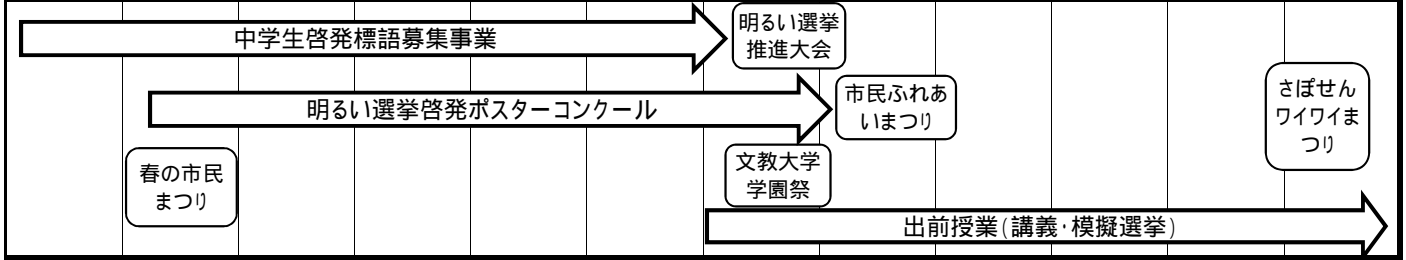 中学生啓発標語募集事業
明るい選挙
推進大会
明るい選挙啓発ポスターコンクール
市民ふれあ
いまつり
さぽせん
ワイワイま
つり
春の市民
まつり
文教大学
学園祭
出前授業(講義・模擬選挙)